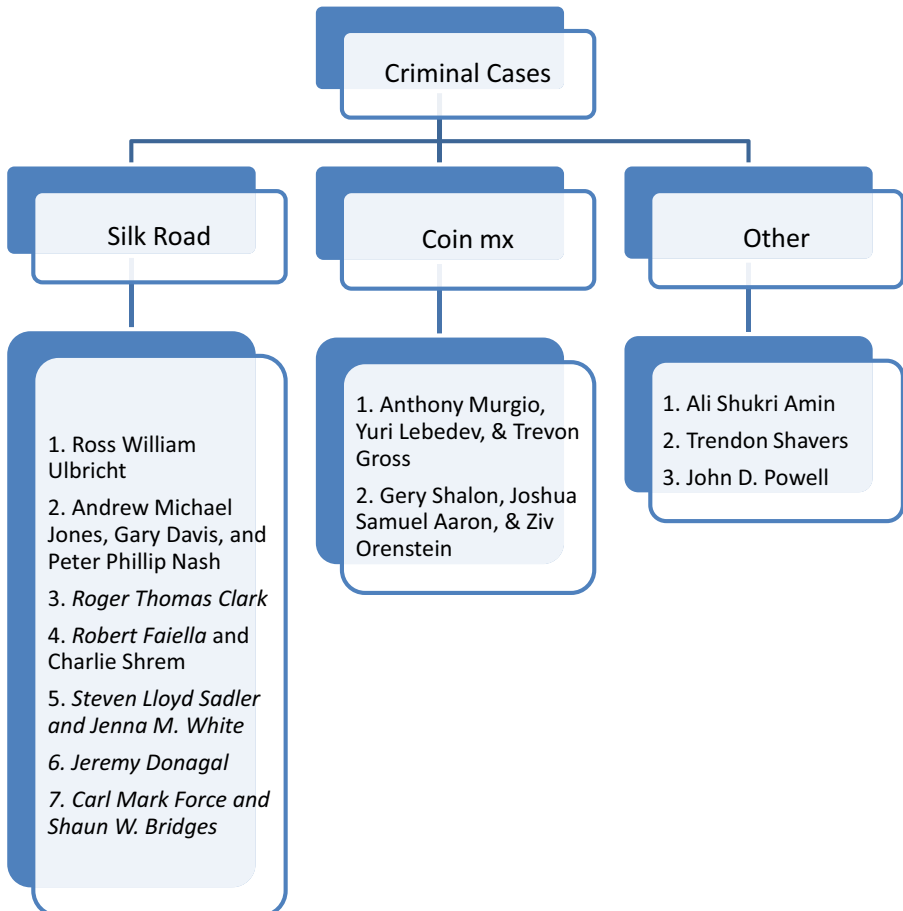 Criminal Cases
Silk Road
1. Ross William
Ulbricht
2. Andrew Michael
Jones, Gary Davis, and
Peter Phillip Nash
3. Roger Thomas Clark
4. Robert Faiella and
Charlie Shrem
5. Steven Lloyd Sadler
and Jenna M. White
6. Jeremy Donagal
7. Carl Mark Force and
Shaun W. Bridges
Coin mx
1. Anthony Murgio,
Yuri Lebedev, & Trevon
Gross
2. Gery Shalon, Joshua
Samuel Aaron, & Ziv
Orenstein
Other
1. Ali Shukri Amin
2. Trendon Shavers
3. John D. Powell